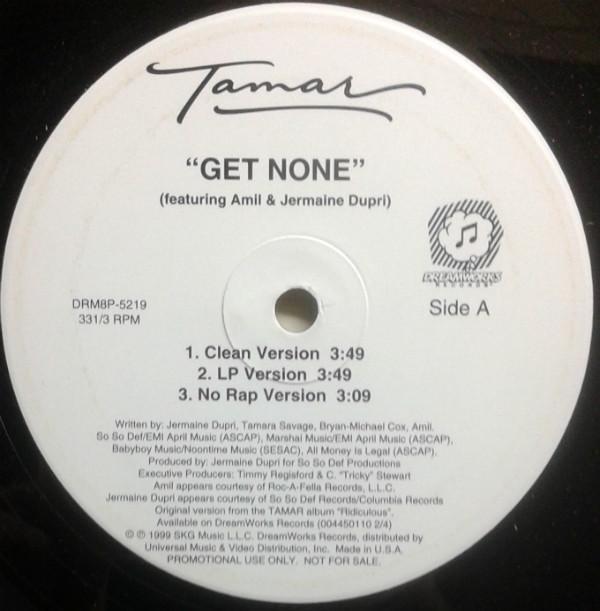 Tamar
“GET NONE”
(featuring Amil & Jermaine Dupri)
DREAMWORKS
RECORDS
DRM8P-5219
331/3 RPM
Side A
1. Clean Version 3:49
2. LP Version 3:49
3. No Rap Version 3:09
Written by: Jermaine Dupri, Tamara Savage, Bryan-Michael Cox, Amil.
So So Def/EMI April Music (ASCAP), Marshai Music/EMI April Music (ASCAP),
Babyboy Music/Noontime Music (SESAC), All Money Is Legal (ASCAP).
Produced by: Jermaine Dupri for So So Def Productions
Executive Producers: Timmy Regisford & C. "Tricky" Stewart
Amil appears courtesy of Roc-A-Fella Records, L.L.C.
Jermaine Dupri appears courtesy of So So Def Records/Columbia Records
Original version from the TAMAR album "Ridiculous".
Available on DreamWorks Records (004450110 2/4)
℗ © 1999 SKG Music L.L.C. DreamWorks Records, distributed by
Universal Music & Video Distribution, Inc. Made in U.S.A.
PROMOTIONAL USE ONLY. NOT FOR SALE.